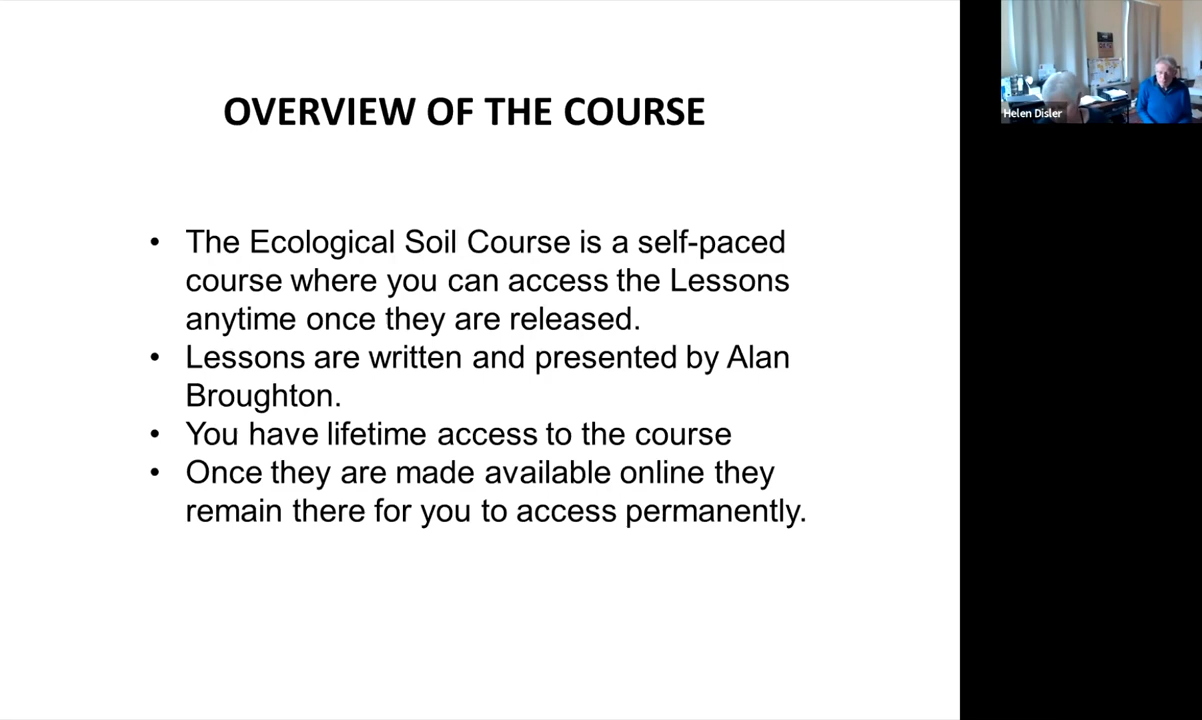 OVERVIEW OF THE COURSE
• The Ecological Soil Course is a self-paced
course where you can access the Lessons
anytime once they are released.
• Lessons are written and presented by Alan
Broughton.
• You have lifetime access to the course
• Once they are made available online they
remain there for you to access permanently.
Helen Disler